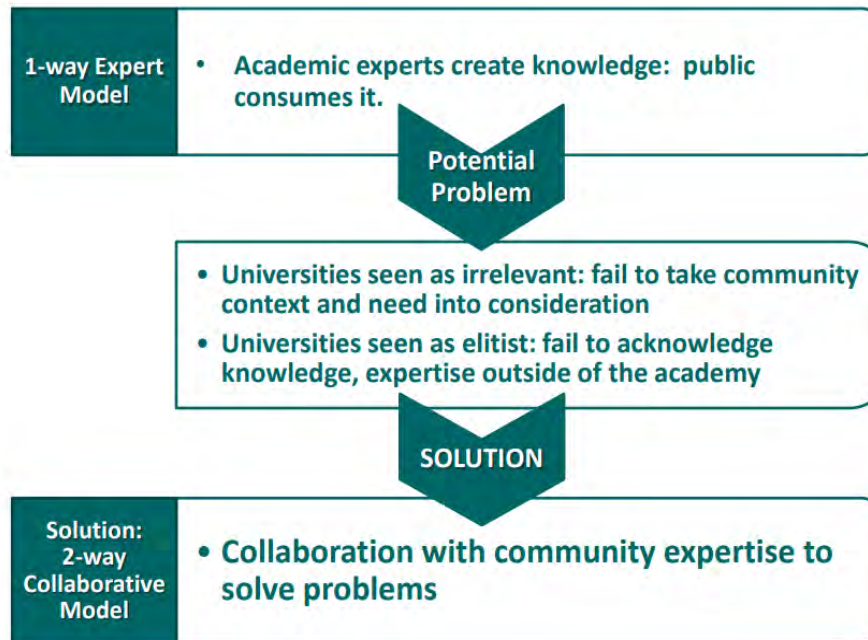 1-way Expert
Model
• Academic experts create knowledge: public
consumes it.
Potential
Problem
• Universities seen as irrelevant: fail to take community
context and need into consideration
• Universities seen as elitist: fail to acknowledge
knowledge, expertise outside of the academy
SOLUTION
Solution:
2-way
Collaborative
Model
• Collaboration with community expertise to
solve problems